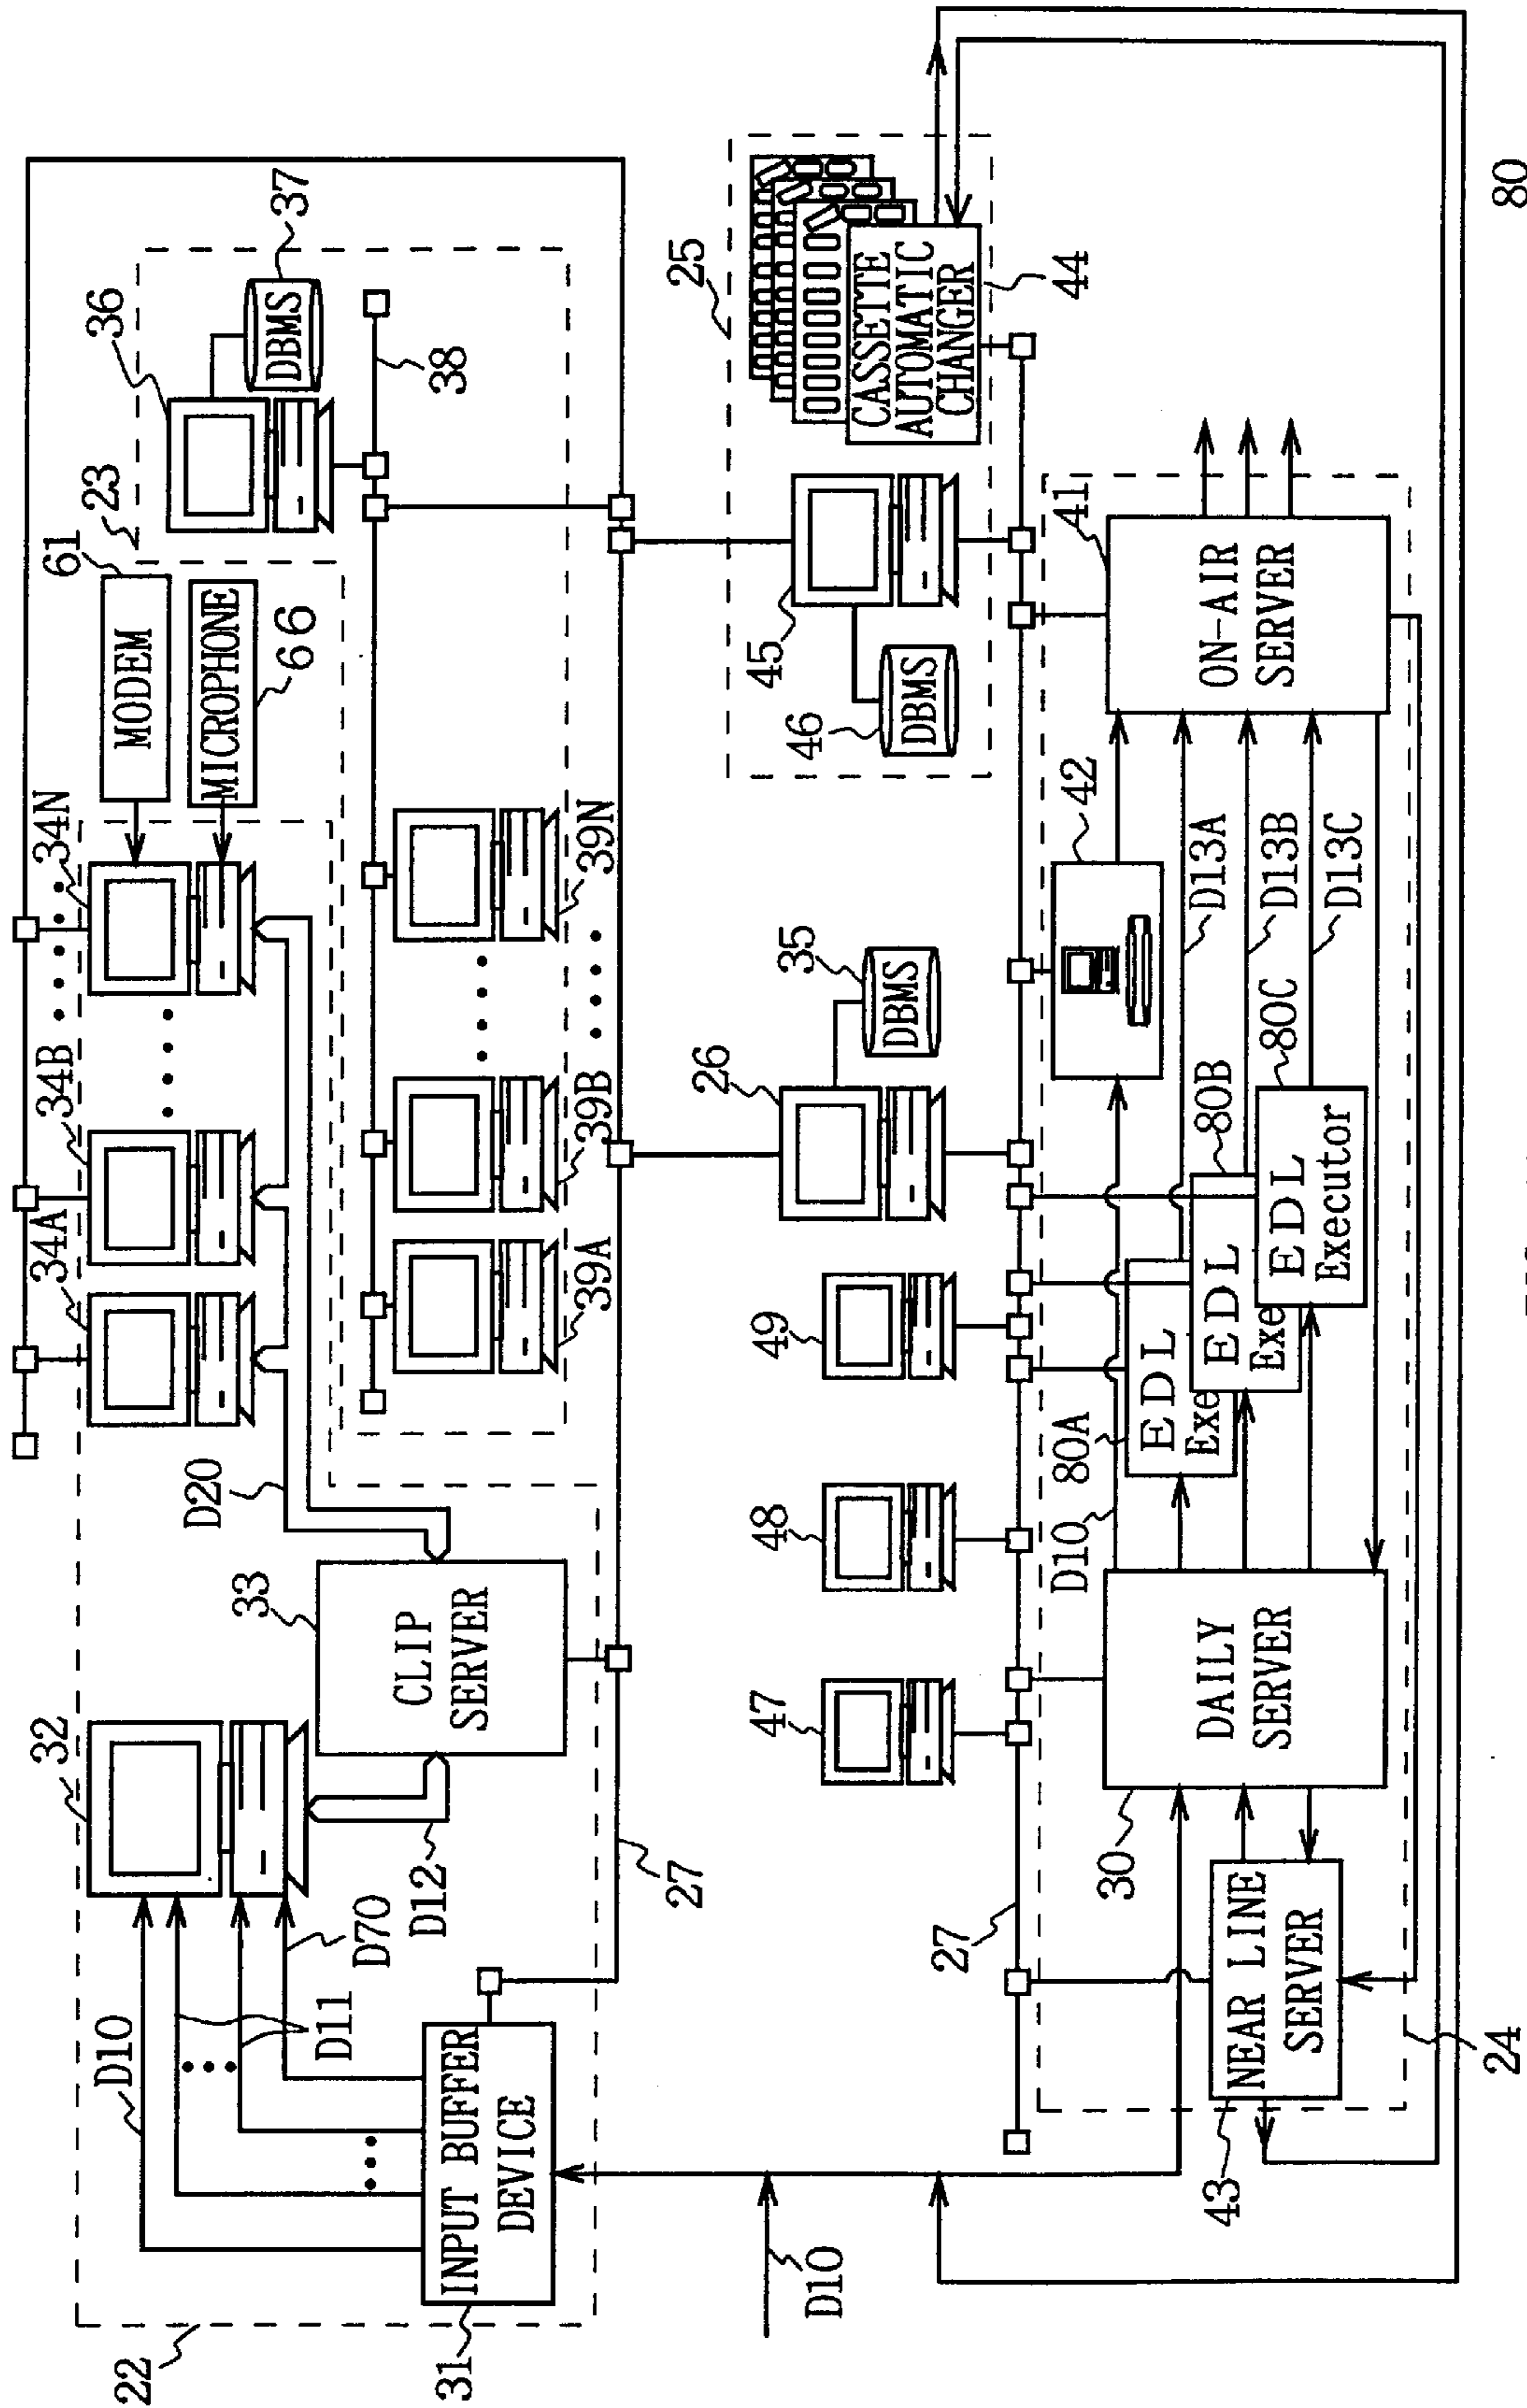 22
D10
D11
D70
32
D12
INPUT BUFFER
DEVICE
31
33
CLIP
SERVER
D20
34A
34B
34N
61
MODEM
MICROPHONE
66
23
36
DBMS
37
38
39A
39B
39N
27
D10
26
DBMS
35
47
48
49
45
46
DBMS
25
CASSETTE
AUTOMATIC
CHANGER
44
27
43
NEAR LINE
SERVER
30
DAILY
SERVER
D10
80A
EDL
Exe
80B
EDL
Exe
80C
EDL
Executor
42
D13A
D13B
D13C
41
ON-AIR
SERVER
24
80